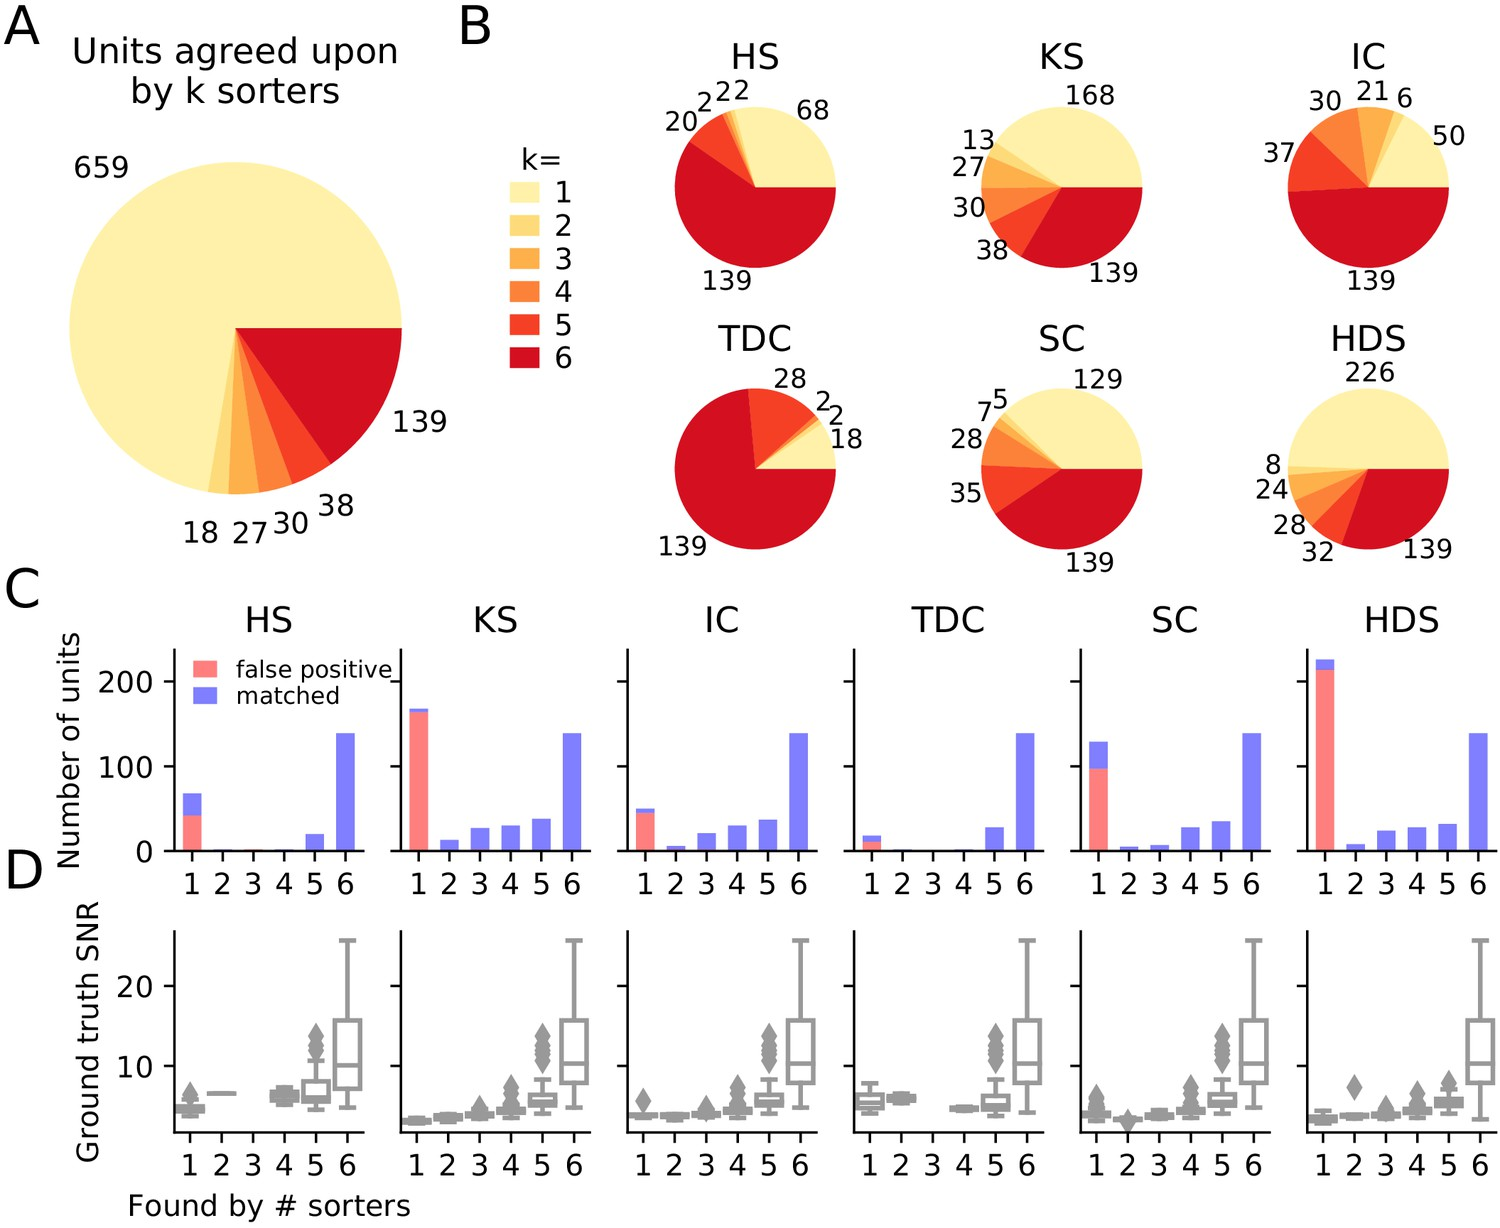 A
B
Units agreed upon
by k sorters
659
139
38
30
27
18
k=
1
2
3
4
5
6
HS
KS
IC
68
2
2
2
20
139
168
13
27
30
38
139
50
6
21
30
37
139
TDC
SC
HDS
28
2
2
18
139
129
5
7
28
35
139
226
8
24
28
32
139
C
HS
KS
IC
TDC
SC
HDS
Number of units
200
100
0
false positive
matched
1 2 3 4 5 6
1 2 3 4 5 6
1 2 3 4 5 6
1 2 3 4 5 6
1 2 3 4 5 6
1 2 3 4 5 6
D
Ground truth SNR
20
10
1 2 3 4 5 6
1 2 3 4 5 6
1 2 3 4 5 6
1 2 3 4 5 6
1 2 3 4 5 6
1 2 3 4 5 6
Found by # sorters